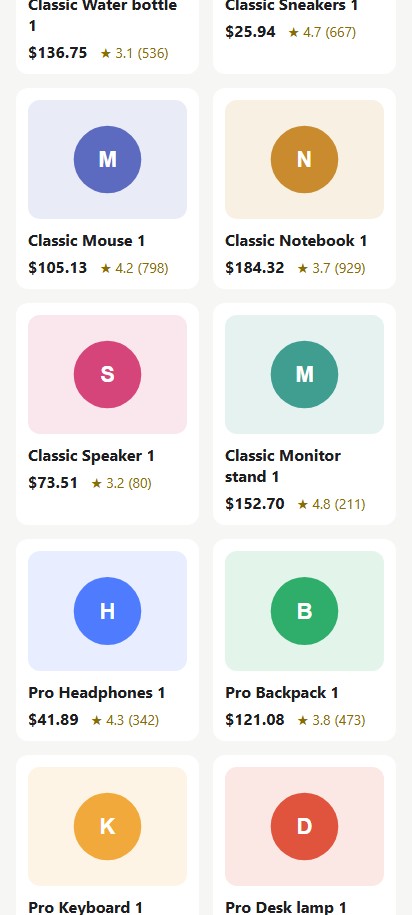 Classic Water bottle
1
$136.75 ★ 3.1 (536)
Classic Sneakers 1
$25.94 ★ 4.7 (667)
M
Classic Mouse 1
$105.13 ★ 4.2 (798)
N
Classic Notebook 1
$184.32 ★ 3.7 (929)
S
Classic Speaker 1
$73.51 ★ 3.2 (80)
M
Classic Monitor
stand 1
$152.70 ★ 4.8 (211)
H
Pro Headphones 1
$41.89 ★ 4.3 (342)
B
Pro Backpack 1
$121.08 ★ 3.8 (473)
K
Pro Keyboard 1
D
Pro Desk lamp 1